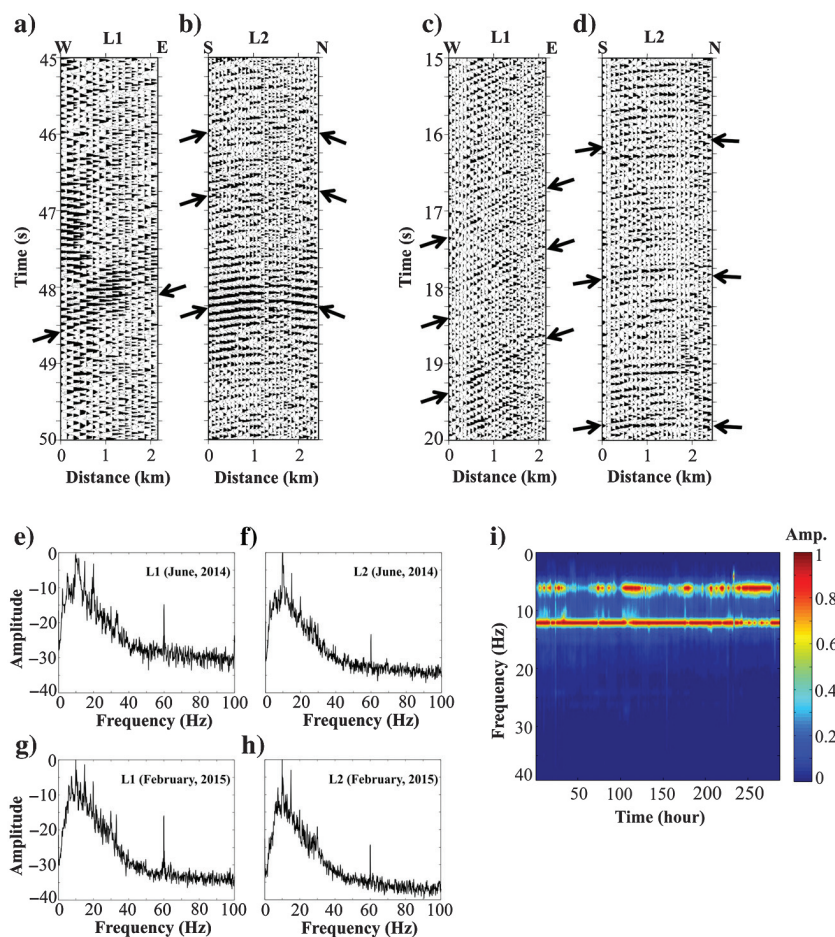 a) b) c) d)
W L1 E S L2 N W L1 E S L2 N
45 15 15
46 16 16
47 17 17
48 18 18
49 19 19
50 20 20
Time (s) Time (s)
0 1 2 0 1 2 0 1 2 0 1 2
Distance (km) Distance (km) Distance (km) Distance (km)
e) f) i) Amp.
L1 (June, 2014) L2 (June, 2014)
0
−10
−20
−30
−40
Amplitude
0 20 40 60 80 100 0 20 40 60 80 100
Frequency (Hz) Frequency (Hz)
g) h)
L1 (February, 2015) L2 (February, 2015)
0
−10
−20
−30
−40
Amplitude
0 20 40 60 80 100 0 20 40 60 80 100
Frequency (Hz) Frequency (Hz)
0
10
20
30
40
Frequency (Hz)
50 100 150 200 250
Time (hour)
1
0.8
0.6
0.4
0.2
0